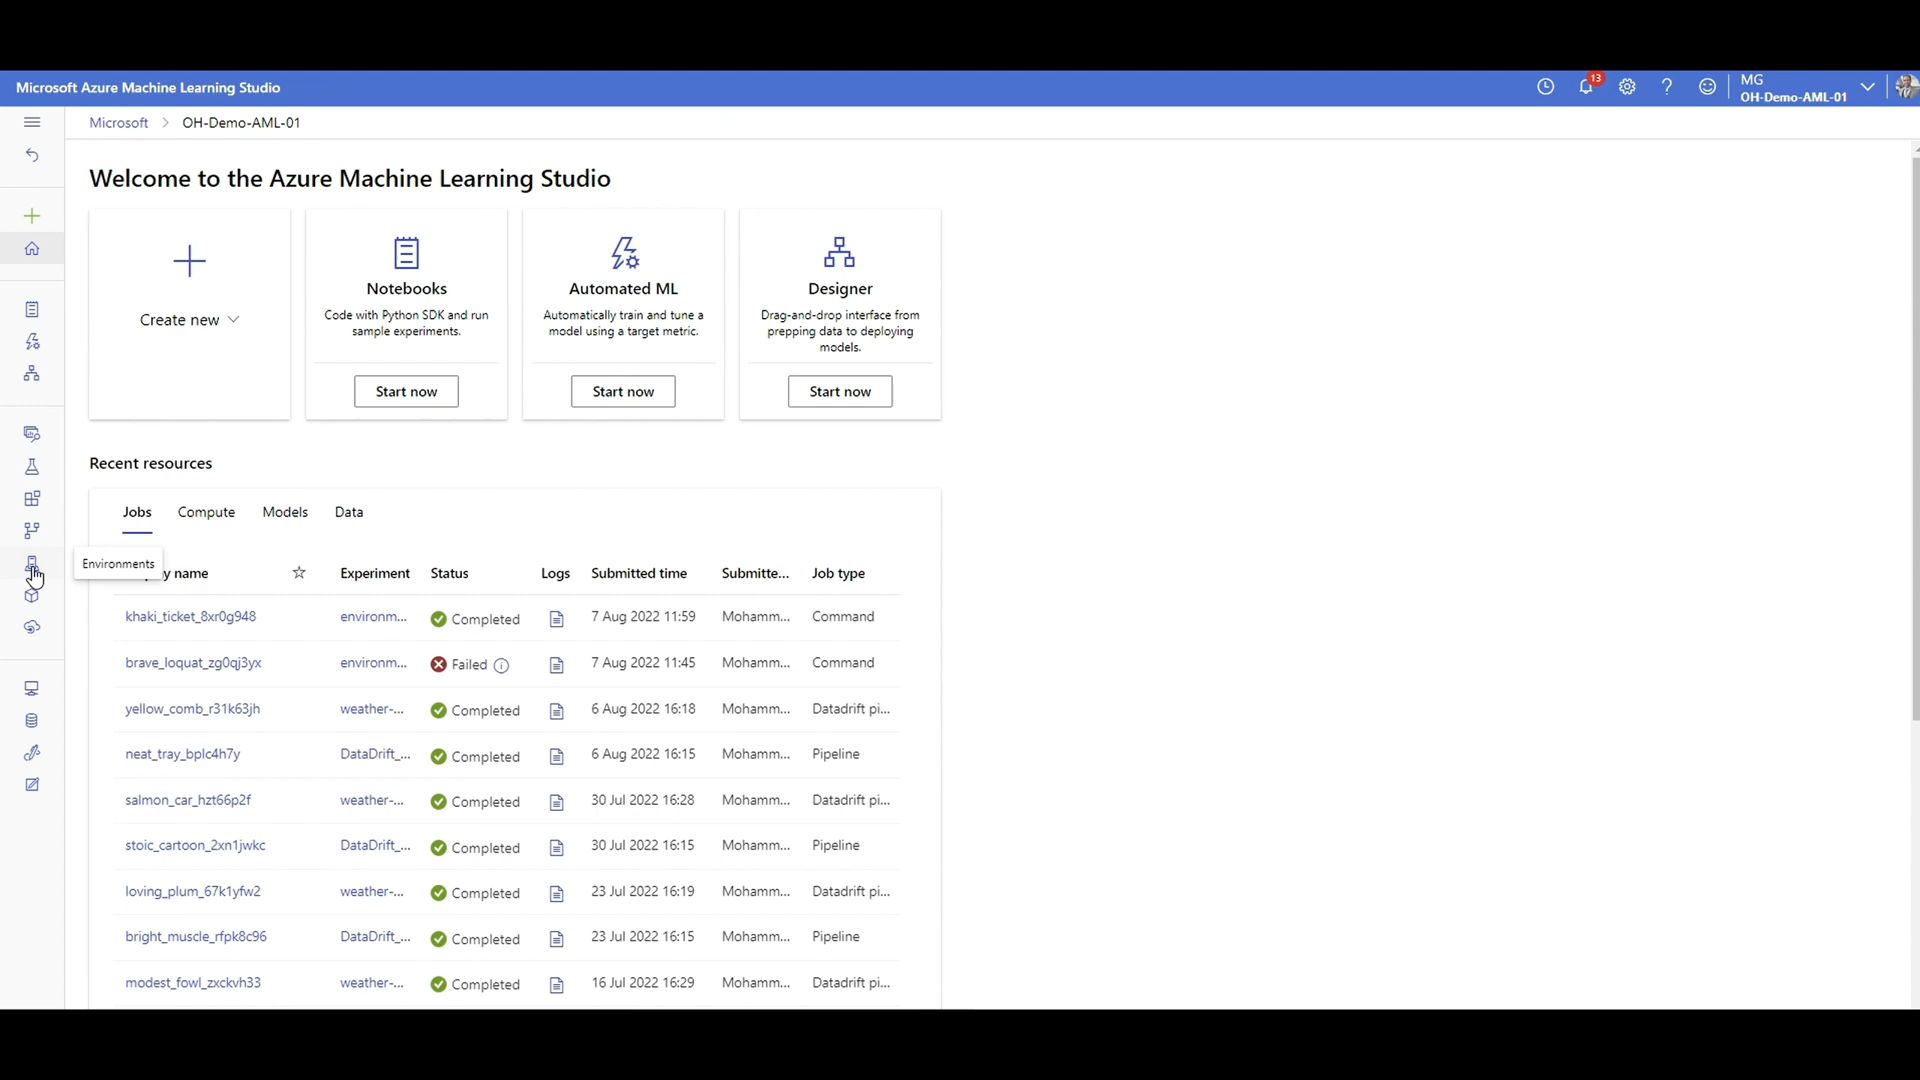 Microsoft Azure Machine Learning Studio
13
MG
OH-Demo-AML-01
Microsoft > OH-Demo-AML-01
Welcome to the Azure Machine Learning Studio
Create new
Notebooks
Code with Python SDK and run
sample experiments.
Start now
Automated ML
Automatically train and tune a
model using a target metric.
Start now
Designer
Drag-and-drop interface from
prepping data to deploying
models.
Start now
Recent resources
Jobs Compute Models Data
Environments
name Experiment Status Logs Submitted time Submitte... Job type
khaki_ticket_8xr0g948 environm... Completed 7 Aug 2022 11:59 Mohamm... Command
brave_loquat_zg0qj3yx environm... Failed 7 Aug 2022 11:45 Mohamm... Command
yellow_comb_r31k63jh weather-... Completed 6 Aug 2022 16:18 Mohamm... Datadrift pi...
neat_tray_bplc4h7y DataDrift_... Completed 6 Aug 2022 16:15 Mohamm... Pipeline
salmon_car_hzt66p2f weather-... Completed 30 Jul 2022 16:28 Mohamm... Datadrift pi...
stoic_cartoon_2xn1jwkc DataDrift_... Completed 30 Jul 2022 16:15 Mohamm... Pipeline
loving_plum_67k1yfw2 weather-... Completed 23 Jul 2022 16:19 Mohamm... Datadrift pi...
bright_muscle_rfpk8c96 DataDrift_... Completed 23 Jul 2022 16:15 Mohamm... Pipeline
modest_fowl_zxckvh33 weather-... Completed 16 Jul 2022 16:29 Mohamm... Datadrift pi...